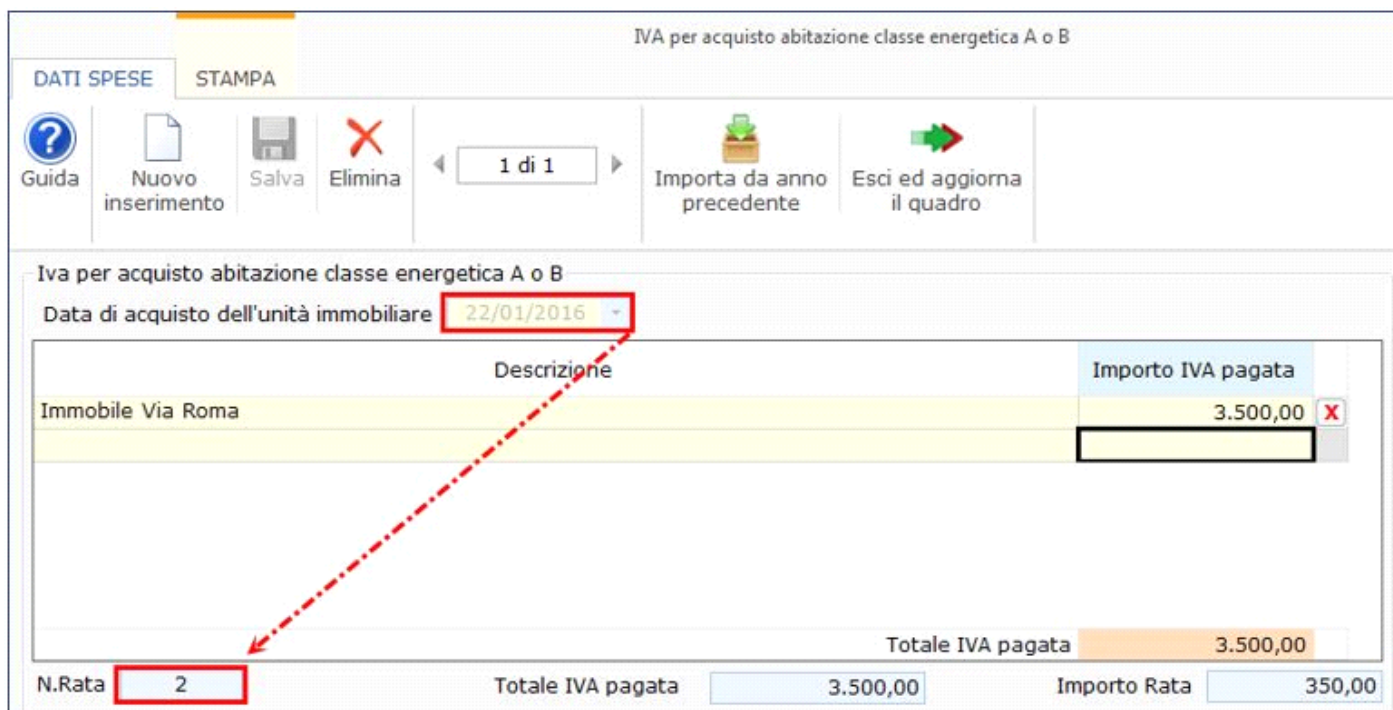 IVA per acquisto abitazione classe energetica A o B
DATI SPESE STAMPA
Guida
Nuovo inserimento
Salva
Elimina
1 di 1
Importa da anno precedente
Esci ed aggiorna il quadro
Iva per acquisto abitazione classe energetica A o B
Data di acquisto dell'unità immobiliare 22/01/2016
Descrizione Importo IVA pagata
Immobile Via Roma 3.500,00 X
Totale IVA pagata 3.500,00
N.Rata 2 Totale IVA pagata 3.500,00 Importo Rata 350,00